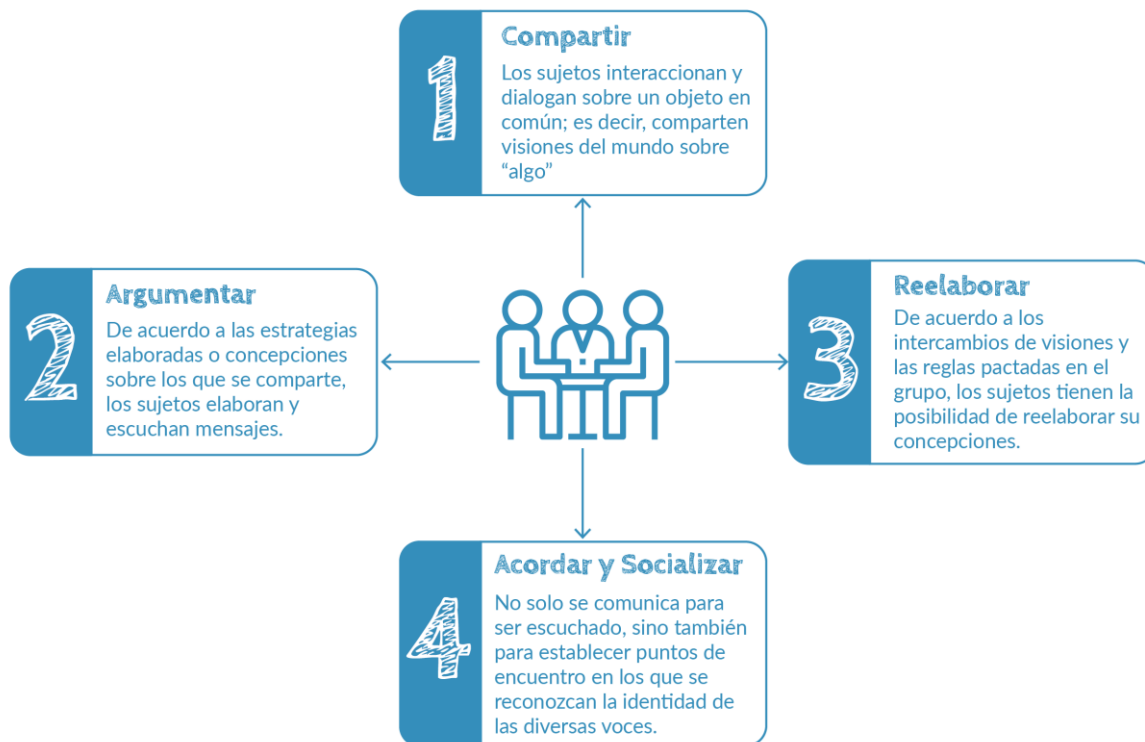 1
Compartir
Los sujetos interaccionan y
dialogan sobre un objeto en
común; es decir, comparten
visiones del mundo sobre
“algo”
2
Argumentar
De acuerdo a las estrategias
elaboradas o concepciones
sobre los que se comparte,
los sujetos elaboran y
escuchan mensajes.
3
Reelaborar
De acuerdo a los
intercambios de visiones y
las reglas pactadas en el
grupo, los sujetos tienen la
posibilidad de reelaborar su
concepciones.
4
Acordar y Socializar
No solo se comunica para
ser escuchado, sino también
para establecer puntos de
encuentro en los que se
reconozcan la identidad de
las diversas voces.